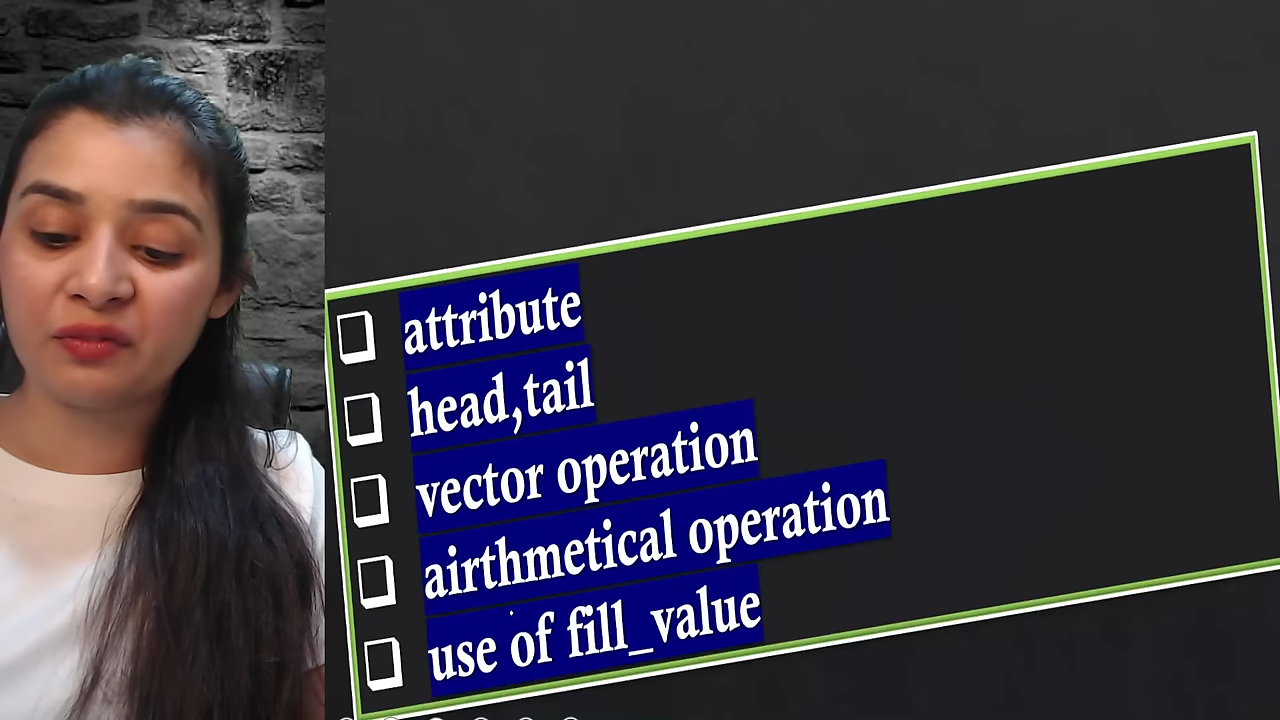 attribute
head,tail
vector operation
airthmetical operation
use of fill_value